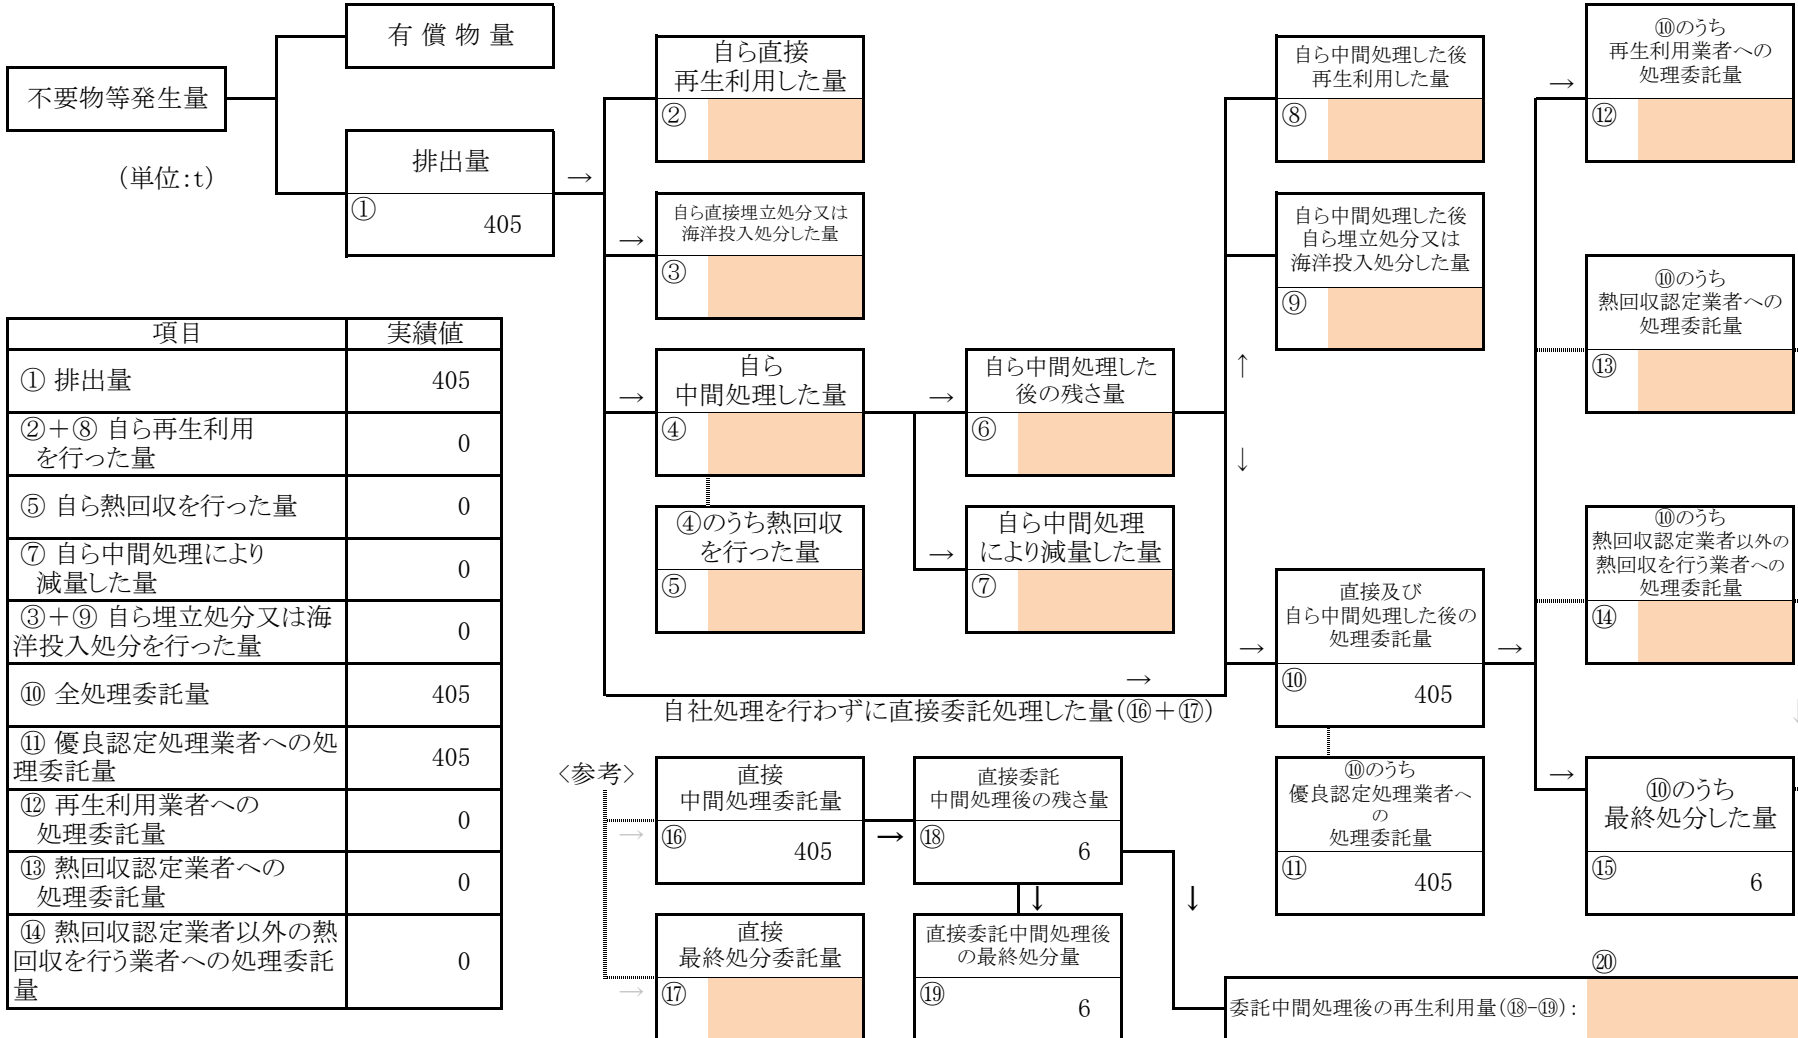 有償物量
不要物等発生量
(単位:t)
排出量
→
①
405
自ら直接
再生利用した量
②
→
自ら直接埋立処分又は
海洋投入処分した量
③
→
自ら
中間処理した量
④
④のうち熱回収
を行った量
⑤
→
自ら中間処理した
後の残さ量
⑥
→
自ら中間処理
により減量した量
⑦
自ら中間処理した後
再生利用した量
⑧
自ら中間処理した後
自ら埋立処分又は
海洋投入処分した量
⑨
↑
↓
→
直接及び
自ら中間処理した後の
処理委託量
⑩
405
→
⑩のうち
優良認定処理業者へ
の
処理委託量
⑪
405
→
⑩のうち
再生利用業者への
処理委託量
⑫
⑩のうち
熱回収認定業者への
処理委託量
⑬
⑩のうち
熱回収認定業者以外の
熱回収を行う業者への
処理委託量
⑭
↓
→
⑩のうち
最終処分した量
⑮
6
→
自社処理を行わずに直接委託処理した量(⑯+⑰)
<参考>
→
直接
中間処理委託量
⑯
405
→
直接委託
中間処理後の残さ量
⑱
6
↓
↓
→
直接
最終処分委託量
⑰
直接委託中間処理後
の最終処分量
⑲
6
⑳
委託中間処理後の再生利用量(⑱-⑲):
項目 実績値
① 排出量 405
②+⑧ 自ら再生利用
を行った量 0
⑤ 自ら熱回収を行った量 0
⑦ 自ら中間処理により
減量した量 0
③+⑨ 自ら埋立処分又は海
洋投入処分を行った量 0
⑩ 全処理委託量 405
⑪ 優良認定処理業者への処
理委託量 405
⑫ 再生利用業者への
処理委託量 0
⑬ 熱回収認定業者への
処理委託量 0
⑭ 熱回収認定業者以外の熱
回収を行う業者への処理委託
量 0